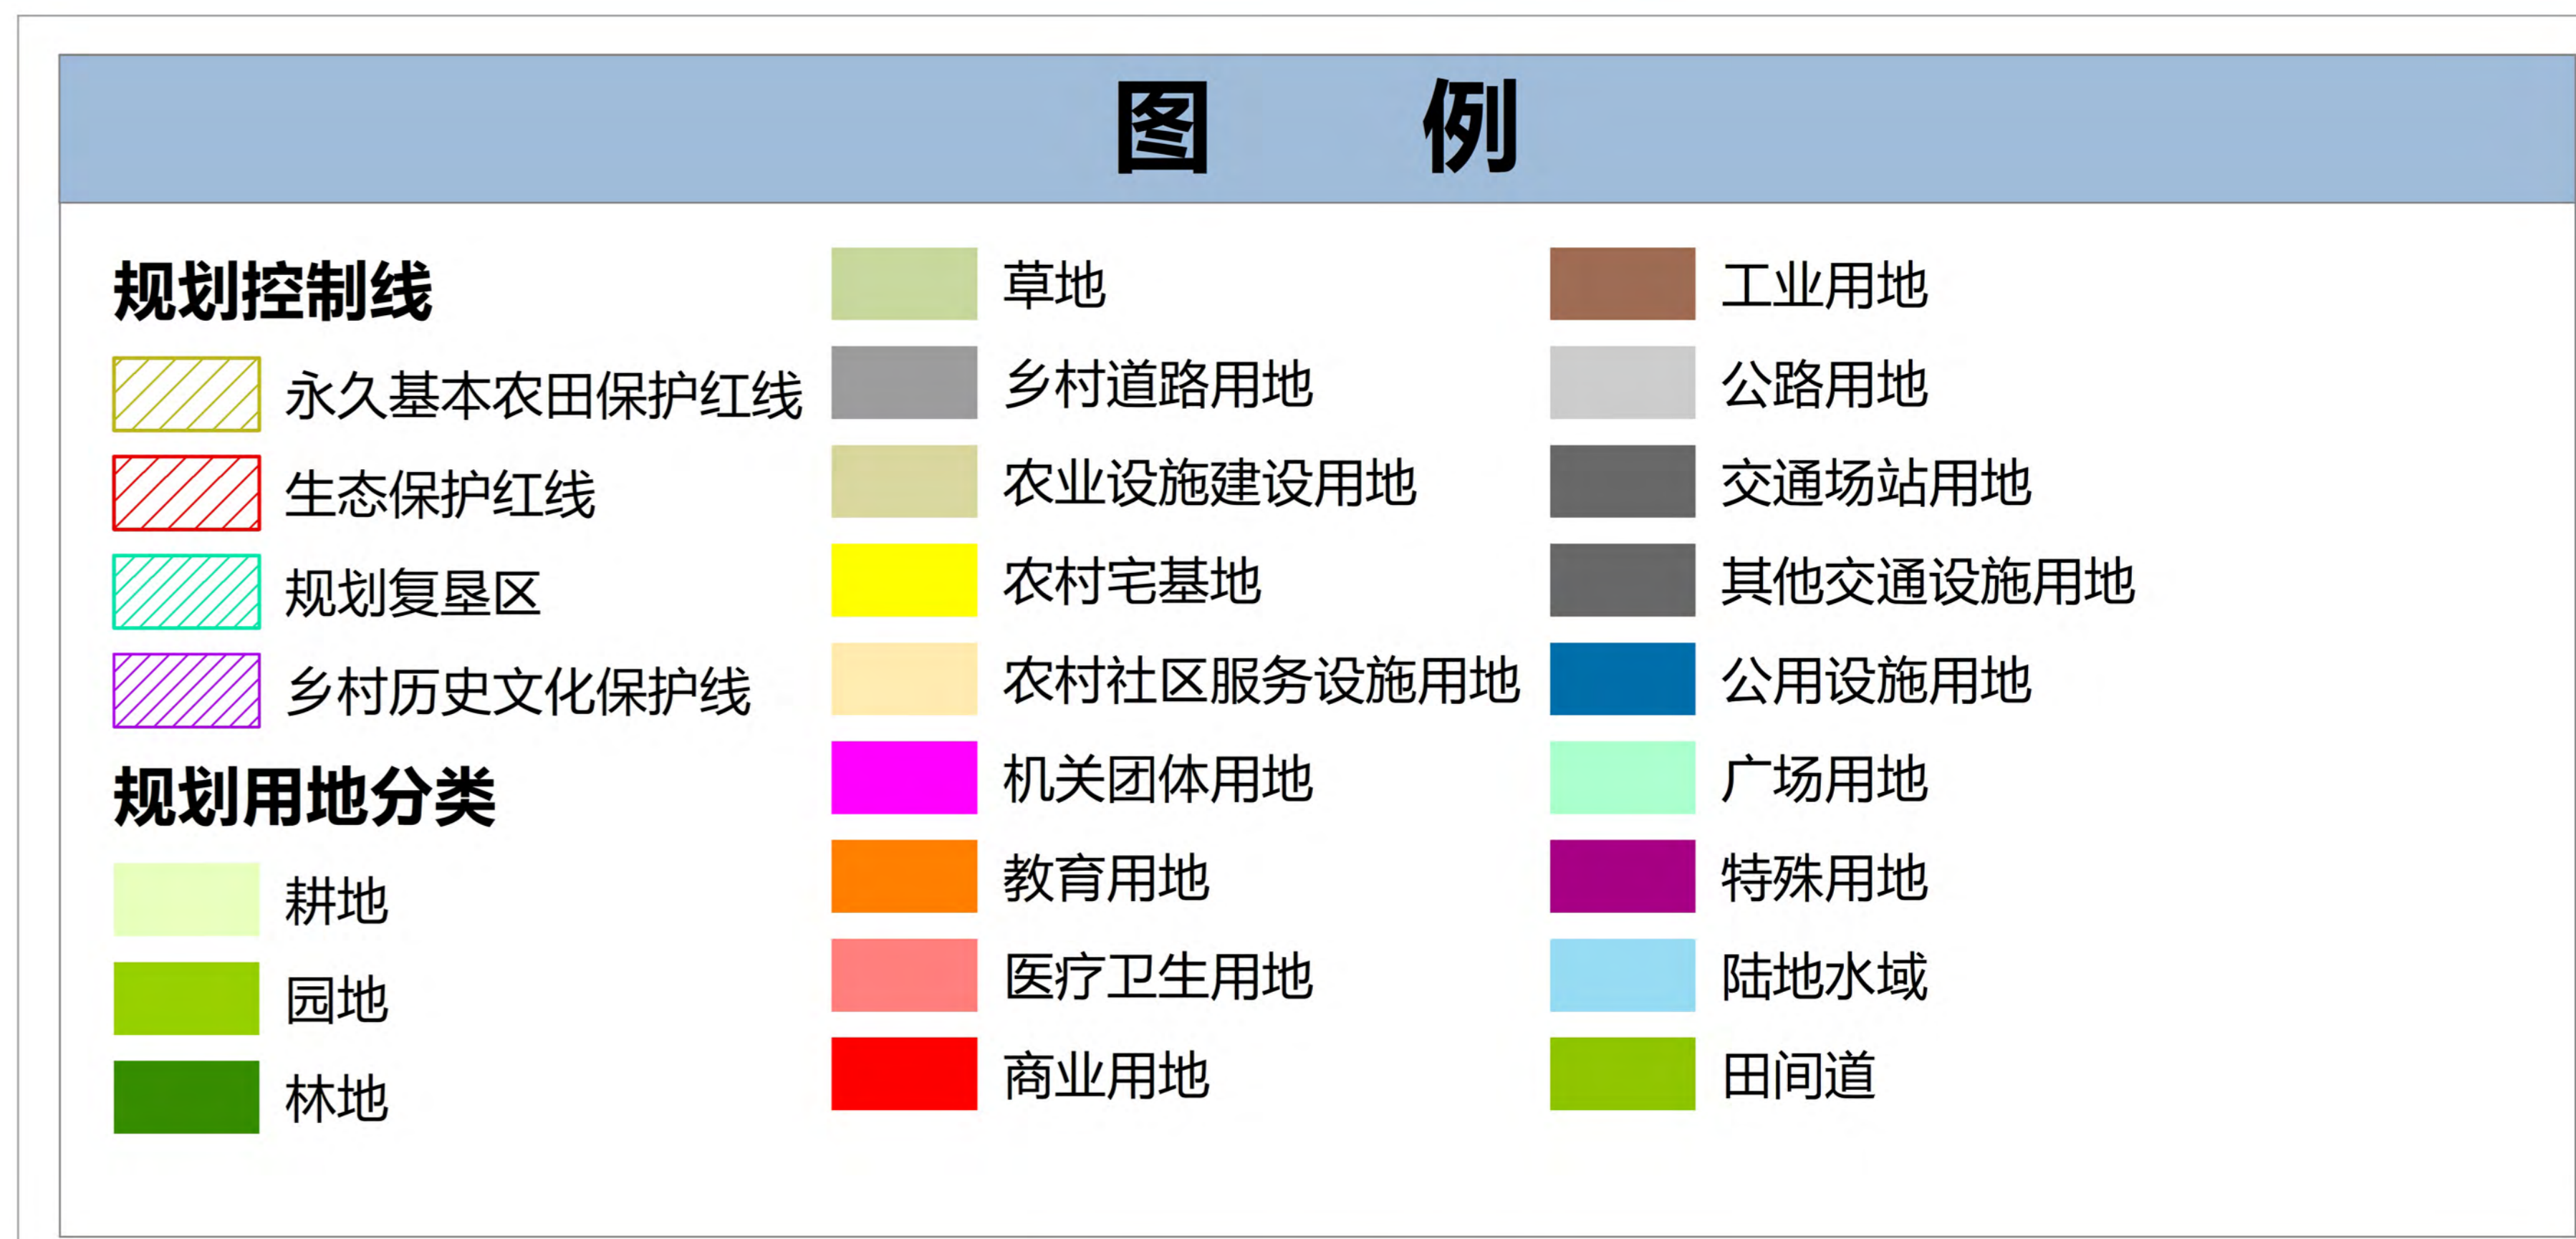 图 例
规划控制线
永久基本农田保护红线
生态保护红线
规划复垦区
乡村历史文化保护线
规划用地分类
耕地
园地
林地
草地
乡村道路用地
农业设施建设用地
农村宅基地
农村社区服务设施用地
机关团体用地
教育用地
医疗卫生用地
商业用地
工业用地
公路用地
交通场站用地
其他交通设施用地
公用设施用地
广场用地
特殊用地
陆地水域
田间道